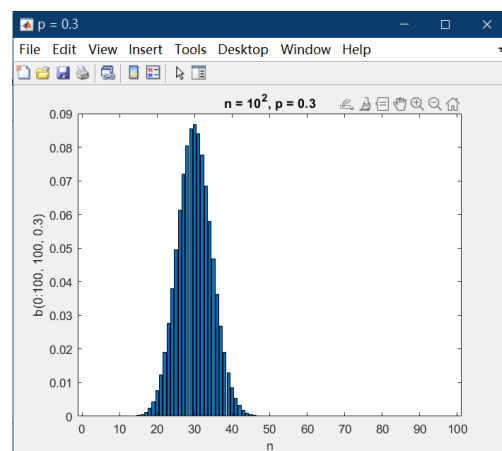 p = 0.3
File Edit View Insert Tools Desktop Window Help
n = 10², p = 0.3
0.09
0.08
0.07
0.06
0.05
0.04
0.03
0.02
0.01
0
b(0:100, 100, 0.3)
0 10 20 30 40 50 60 70 80 90 100
n